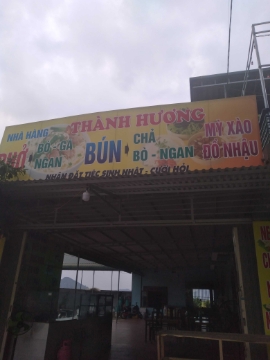 NHÀ HÀNG: THÀNH HƯƠNG
PHỞ BÒ - GÀ NGAN
BÚN CHẢ BÒ - NGAN
MỲ XÀO ĐỒ NHẬU
NHẬN ĐẶT TIỆC SINH NHẬT - CƯỚI HỎI